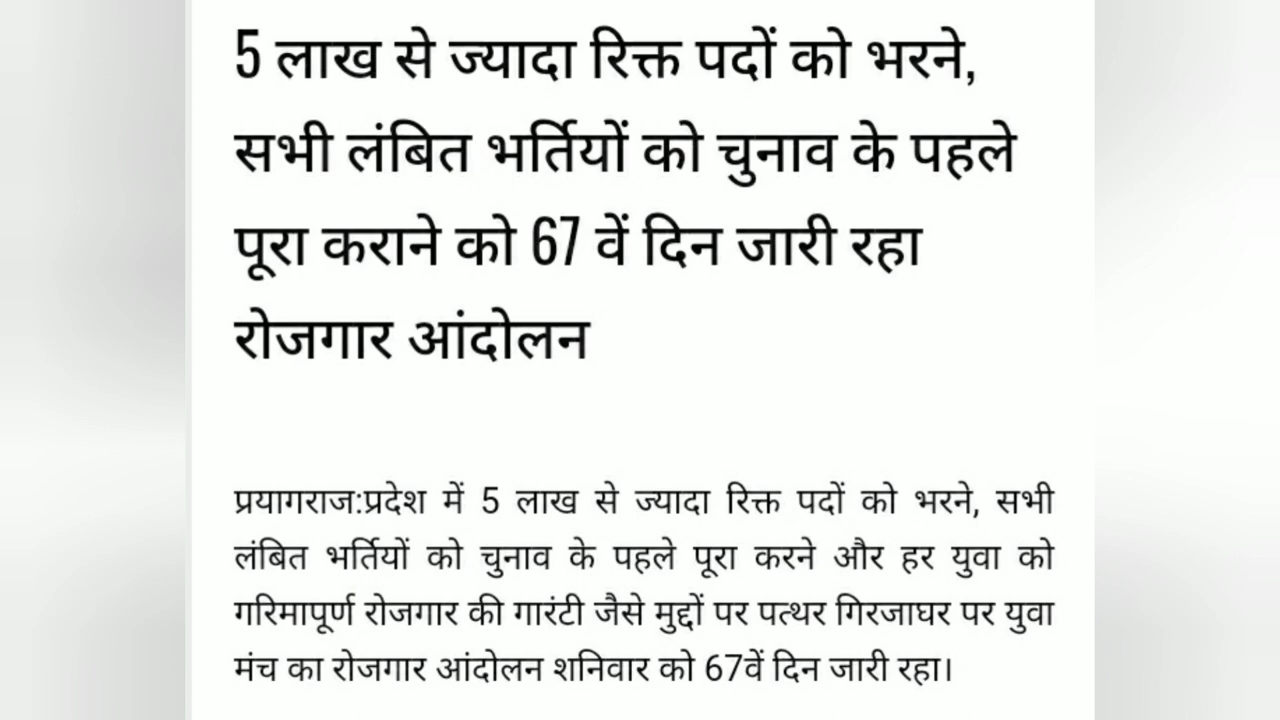 5 लाख से ज्यादा रिक्त पदों को भरने,
सभी लंबित भर्तियों को चुनाव के पहले
पूरा कराने को 67 वें दिन जारी रहा
रोजगार आंदोलन
प्रयागराज:प्रदेश में 5 लाख से ज्यादा रिक्त पदों को भरने, सभी
लंबित भर्तियों को चुनाव के पहले पूरा करने और हर युवा को
गरिमापूर्ण रोजगार की गारंटी जैसे मुद्दों पर पत्थर गिरजाघर पर युवा
मंच का रोजगार आंदोलन शनिवार को 67वें दिन जारी रहा।